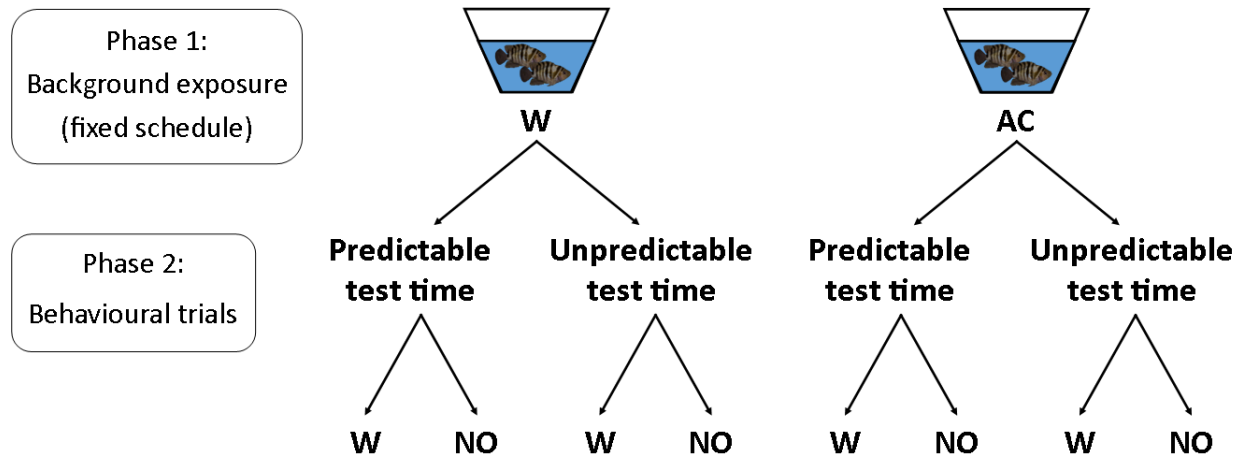 Phase 1:
Background exposure
(fixed schedule)
W
AC
Phase 2:
Behavioural trials
Predictable
test time
Unpredictable
test time
Predictable
test time
Unpredictable
test time
W
NO
W
NO
W
NO
W
NO